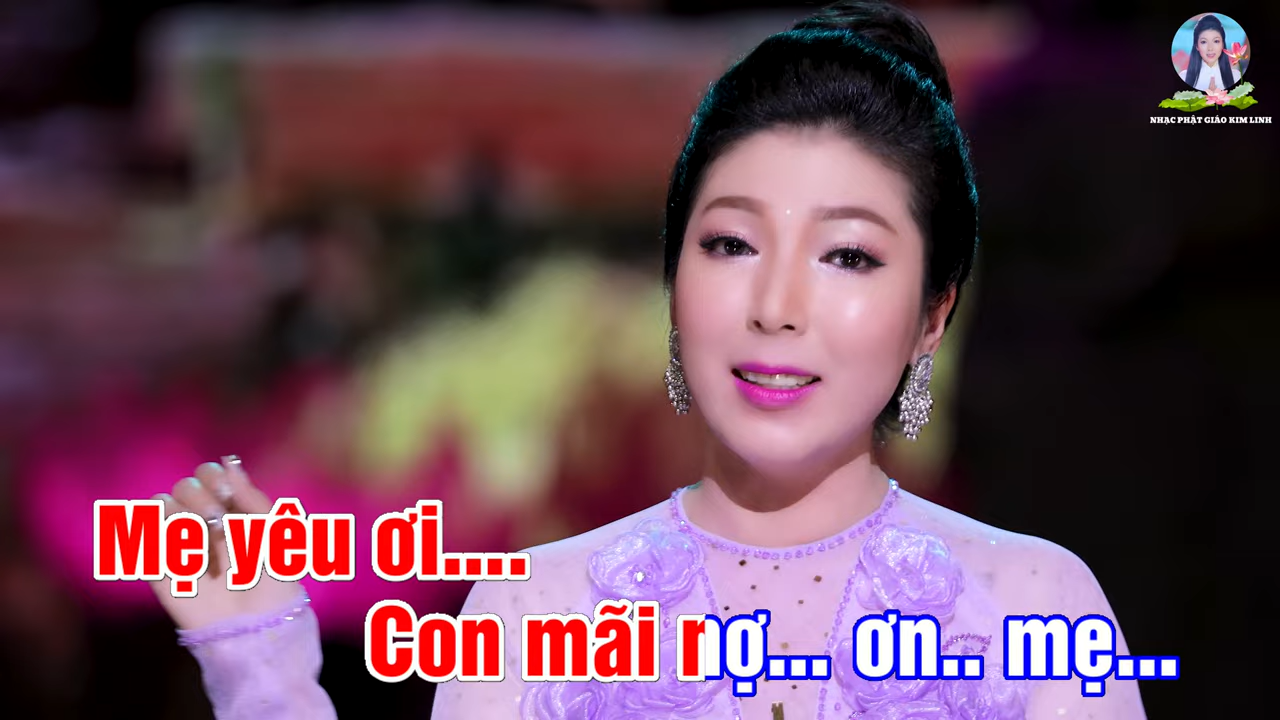 NHẠC PHẬT GIÁO KIM LINH
Mẹ yêu ơi....
Con mãi nợ... ơn.. mẹ...